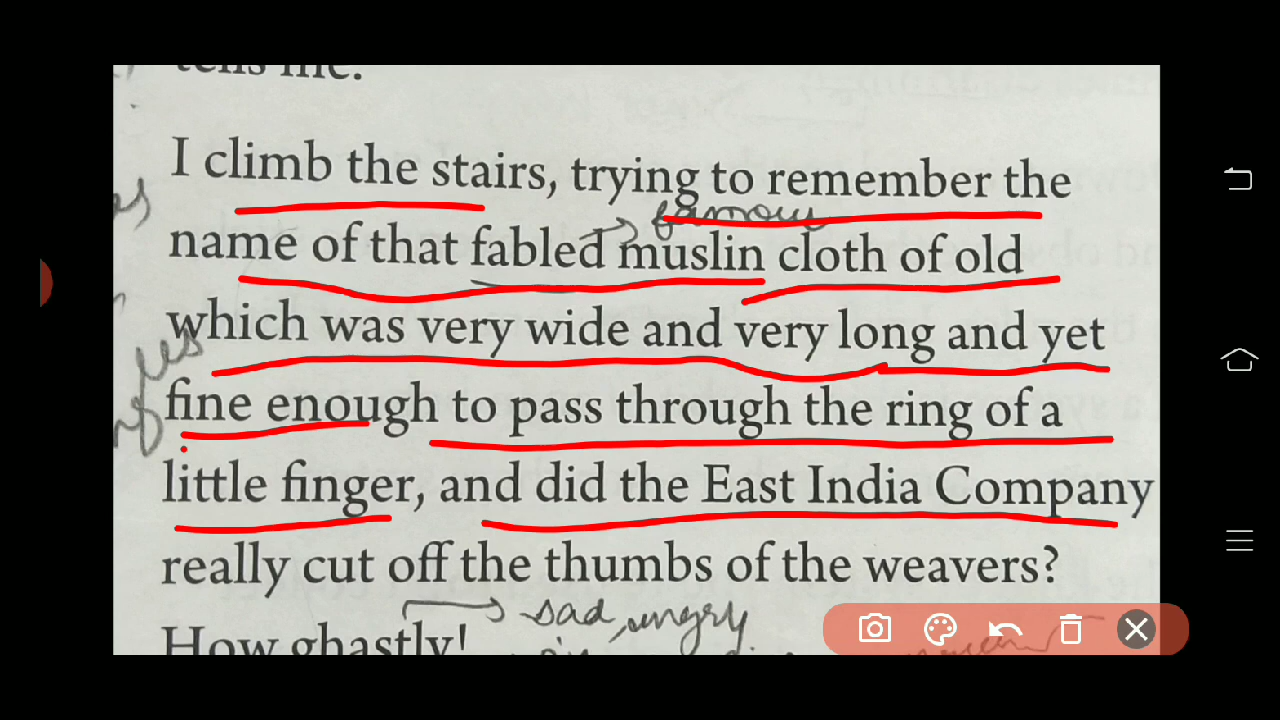 tells me.
I climb the stairs, trying to remember the
famous
name of that fabled muslin cloth of old
which was very wide and very long and yet
fine enough to pass through the ring of a
little finger, and did the East India Company
really cut off the thumbs of the weavers?
sad, angry
How ghastly!